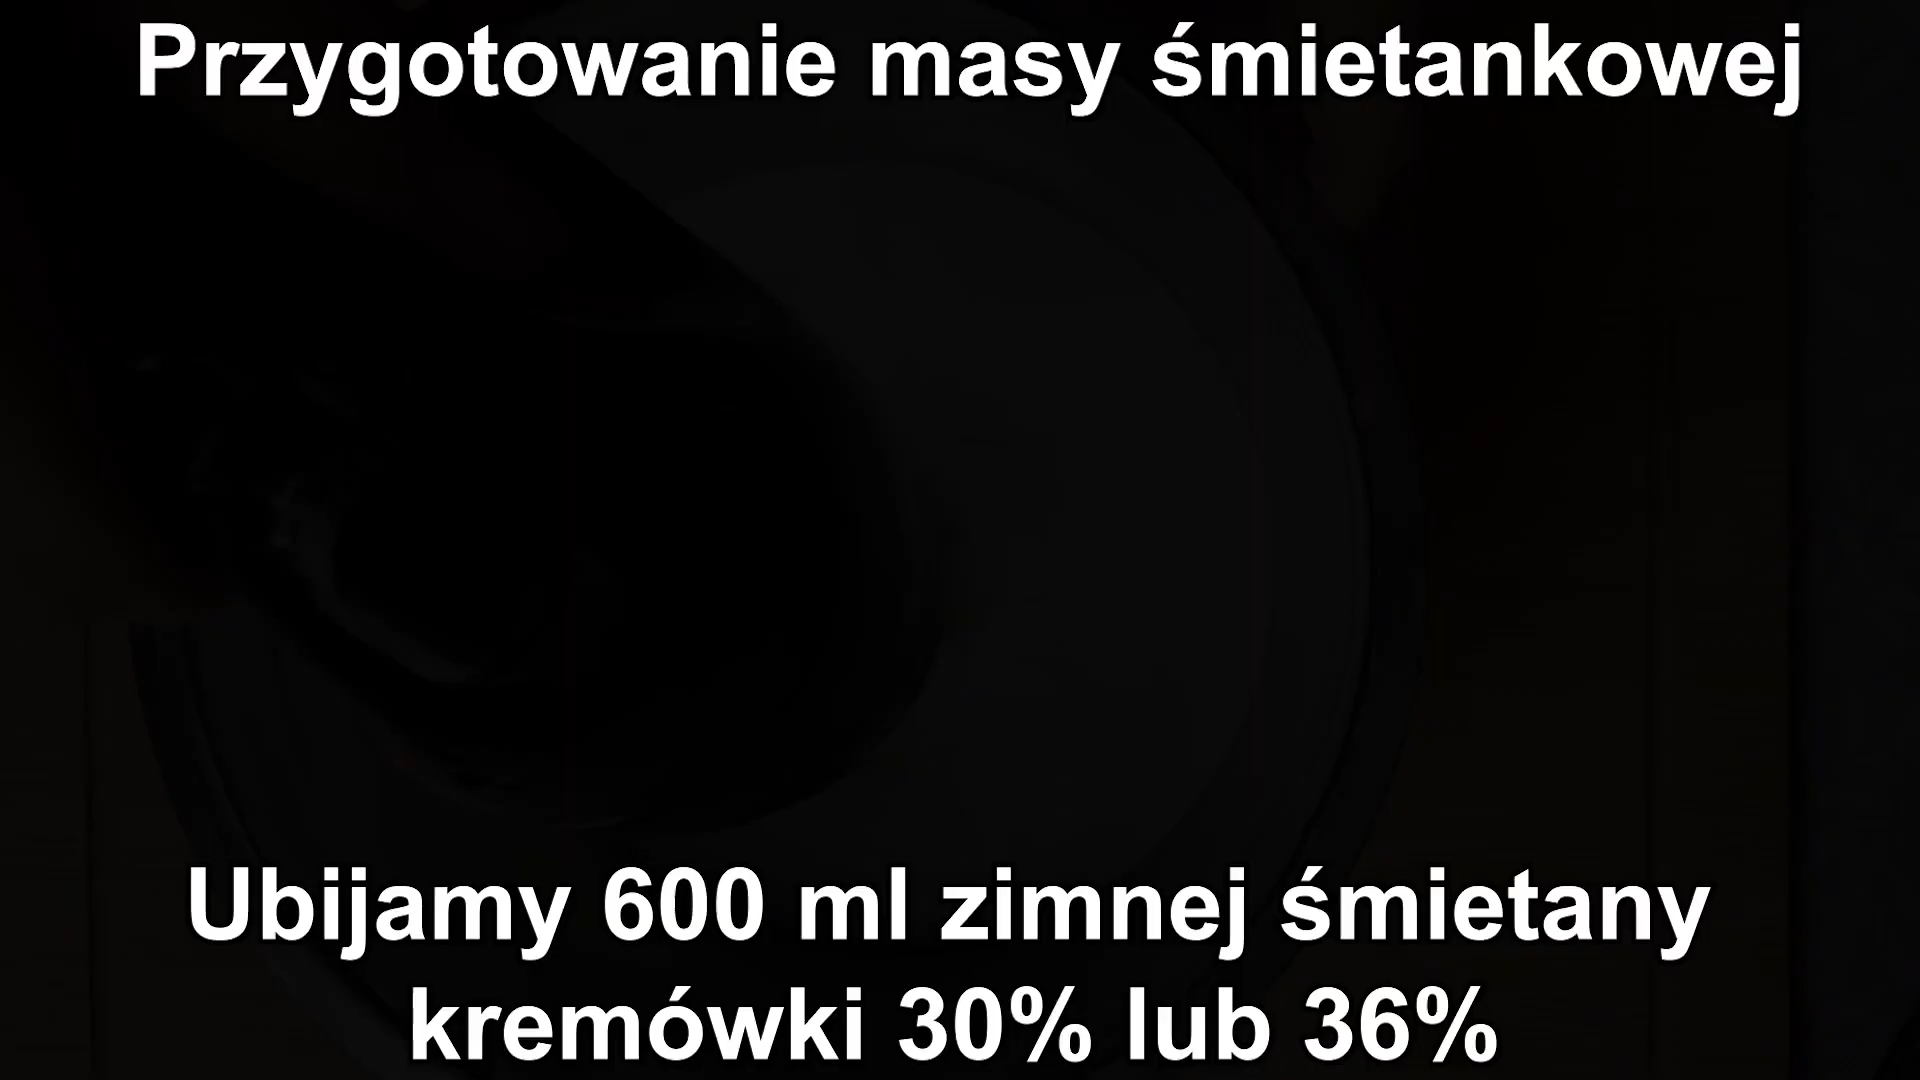 Przygotowanie masy śmietankowej
Ubijamy 600 ml zimnej śmietany
kremówki 30% lub 36%